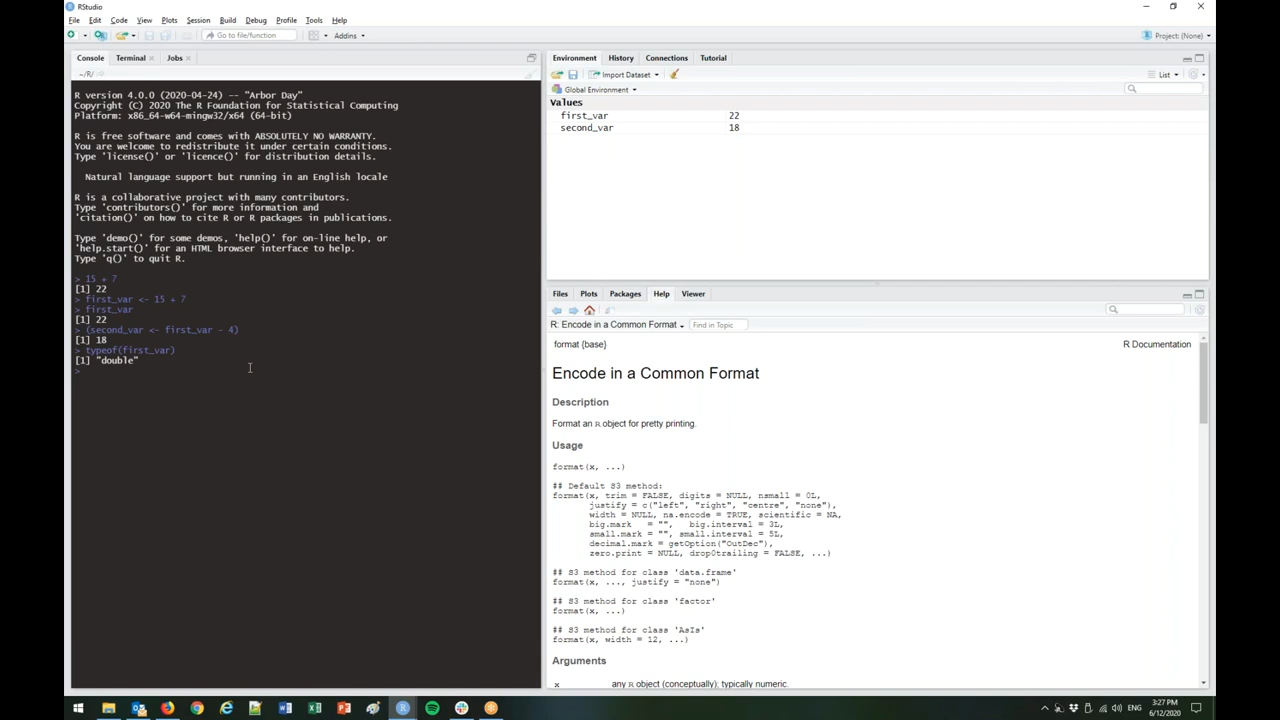 RStudio
File Edit Code View Plots Session Build Debug Profile Tools Help
Go to file/function
Addins
Project: (None)
Console Terminal Jobs
~/R/
R version 4.0.0 (2020-04-24) -- "Arbor Day"
Copyright (C) 2020 The R Foundation for Statistical Computing
Platform: x86_64-w64-mingw32/x64 (64-bit)
R is free software and comes with ABSOLUTELY NO WARRANTY.
You are welcome to redistribute it under certain conditions.
Type 'license()' or 'licence()' for distribution details.
Natural language support but running in an English locale
R is a collaborative project with many contributors.
Type 'contributors()' for more information and
'citation()' on how to cite R or R packages in publications.
Type 'demo()' for some demos, 'help()' for on-line help, or
'help.start()' for an HTML browser interface to help.
Type 'q()' to quit R.
> 15 + 7
[1] 22
> first_var <- 15 + 7
> first_var
[1] 22
> (second_var <- first_var - 4)
[1] 18
> typeof(first_var)
[1] "double"
>
Environment History Connections Tutorial
Import Dataset
List
Global Environment
Values
first_var 22
second_var 18
Files Plots Packages Help Viewer
R: Encode in a Common Format
Find in Topic
format {base} R Documentation
Encode in a Common Format
Description
Format an R object for pretty printing.
Usage
format(x, ...)
## Default S3 method:
format(x, trim = FALSE, digits = NULL, nsmall = 0L,
justify = c("left", "right", "centre", "none"),
width = NULL, na.encode = TRUE, scientific = NA,
big.mark = "", big.interval = 3L,
small.mark = "", small.interval = 5L,
decimal.mark = getOption("OutDec"),
zero.print = NULL, drop0trailing = FALSE, ...)
## S3 method for class 'data.frame'
format(x, ..., justify = "none")
## S3 method for class 'factor'
format(x, ...)
## S3 method for class 'AsIs'
format(x, width = 12, ...)
Arguments
x any R object (conceptually); typically numeric.
ENG
3:27 PM
6/12/2020